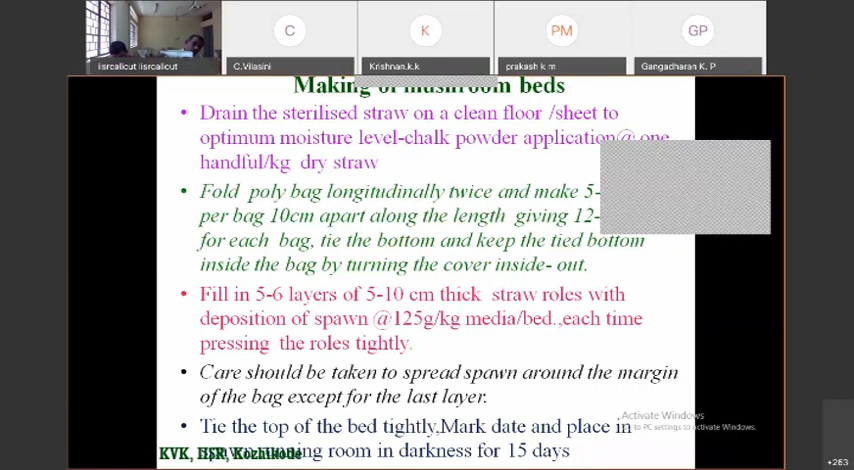 C
K
PM
GP
iisrcalicut iisrcalicut
C.Vilasini
Krishnan.k.k
prakash k m
Gangadharan K. P
Making of mushroom beds
• Drain the sterilised straw on a clean floor /sheet to
optimum moisture level-chalk powder application@ one
handful/kg dry straw
• Fold poly bag longitudinally twice and make 5-
per bag 10cm apart along the length giving 12-
for each bag, tie the bottom and keep the tied bottom
inside the bag by turning the cover inside- out.
• Fill in 5-6 layers of 5-10 cm thick straw roles with
deposition of spawn @125g/kg media/bed.,each time
pressing the roles tightly.
• Care should be taken to spread spawn around the margin
of the bag except for the last layer.
• Tie the top of the bed tightly,Mark date and place in
room in darkness for 15 days
Activate Windows
to PC settings to activate Windows.
KVK, IISR, Kozhikode
+263